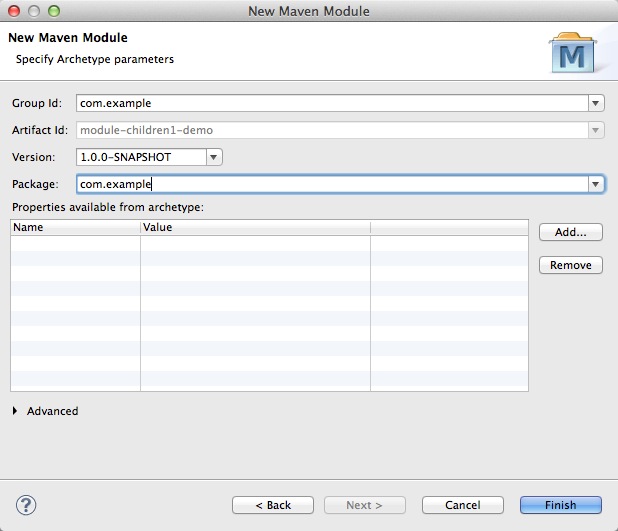 New Maven Module
New Maven Module
Specify Archetype parameters
M
Group Id: com.example
Artifact Id: module-children1-demo
Version: 1.0.0-SNAPSHOT
Package: com.example
Properties available from archetype:
Name Value
Add...
Remove
Advanced
? < Back Next > Cancel Finish